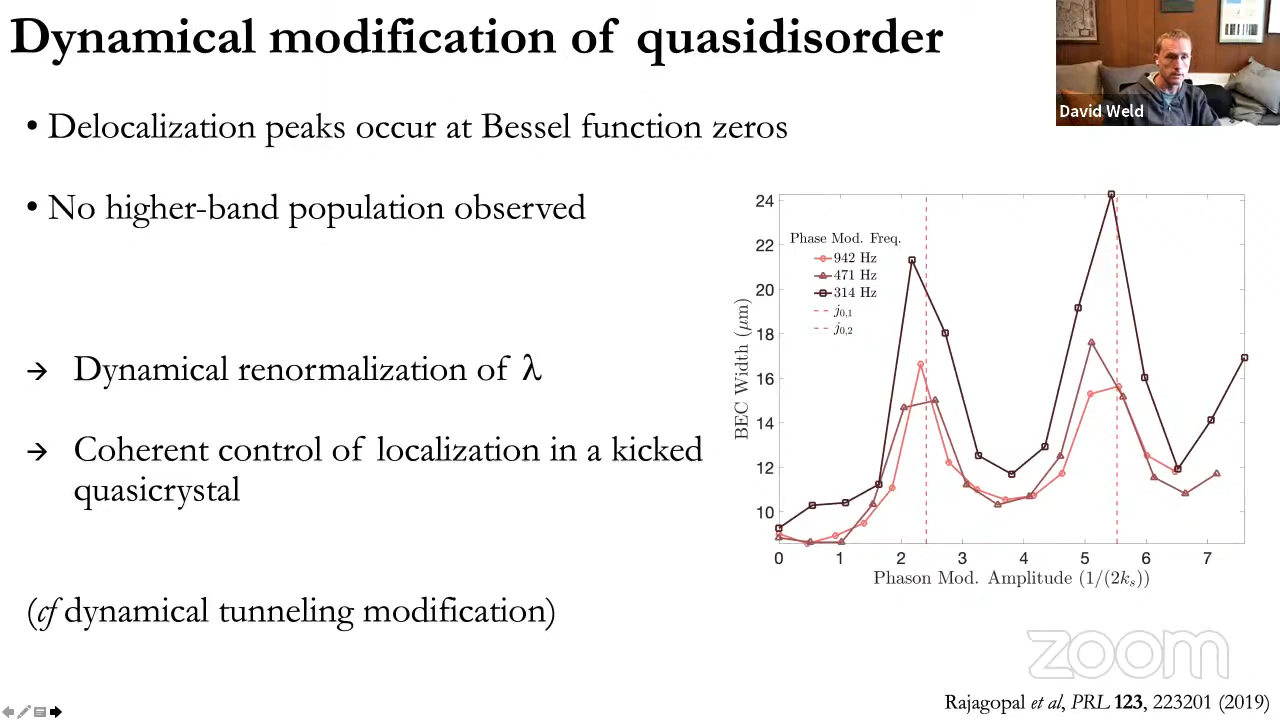 Dynamical modification of quasidisorder
David Weld
• Delocalization peaks occur at Bessel function zeros
• No higher-band population observed
→ Dynamical renormalization of λ
→ Coherent control of localization in a kicked
quasicrystal
(cf dynamical tunneling modification)
24
22
20
18
16
14
12
10
BEC Width (μm)
Phase Mod. Freq.
942 Hz
471 Hz
314 Hz
j0,1
j0,2
0 1 2 3 4 5 6 7
Phason Mod. Amplitude (1/(2ks))
zoom
Rajagopal et al, PRL 123, 223201 (2019)